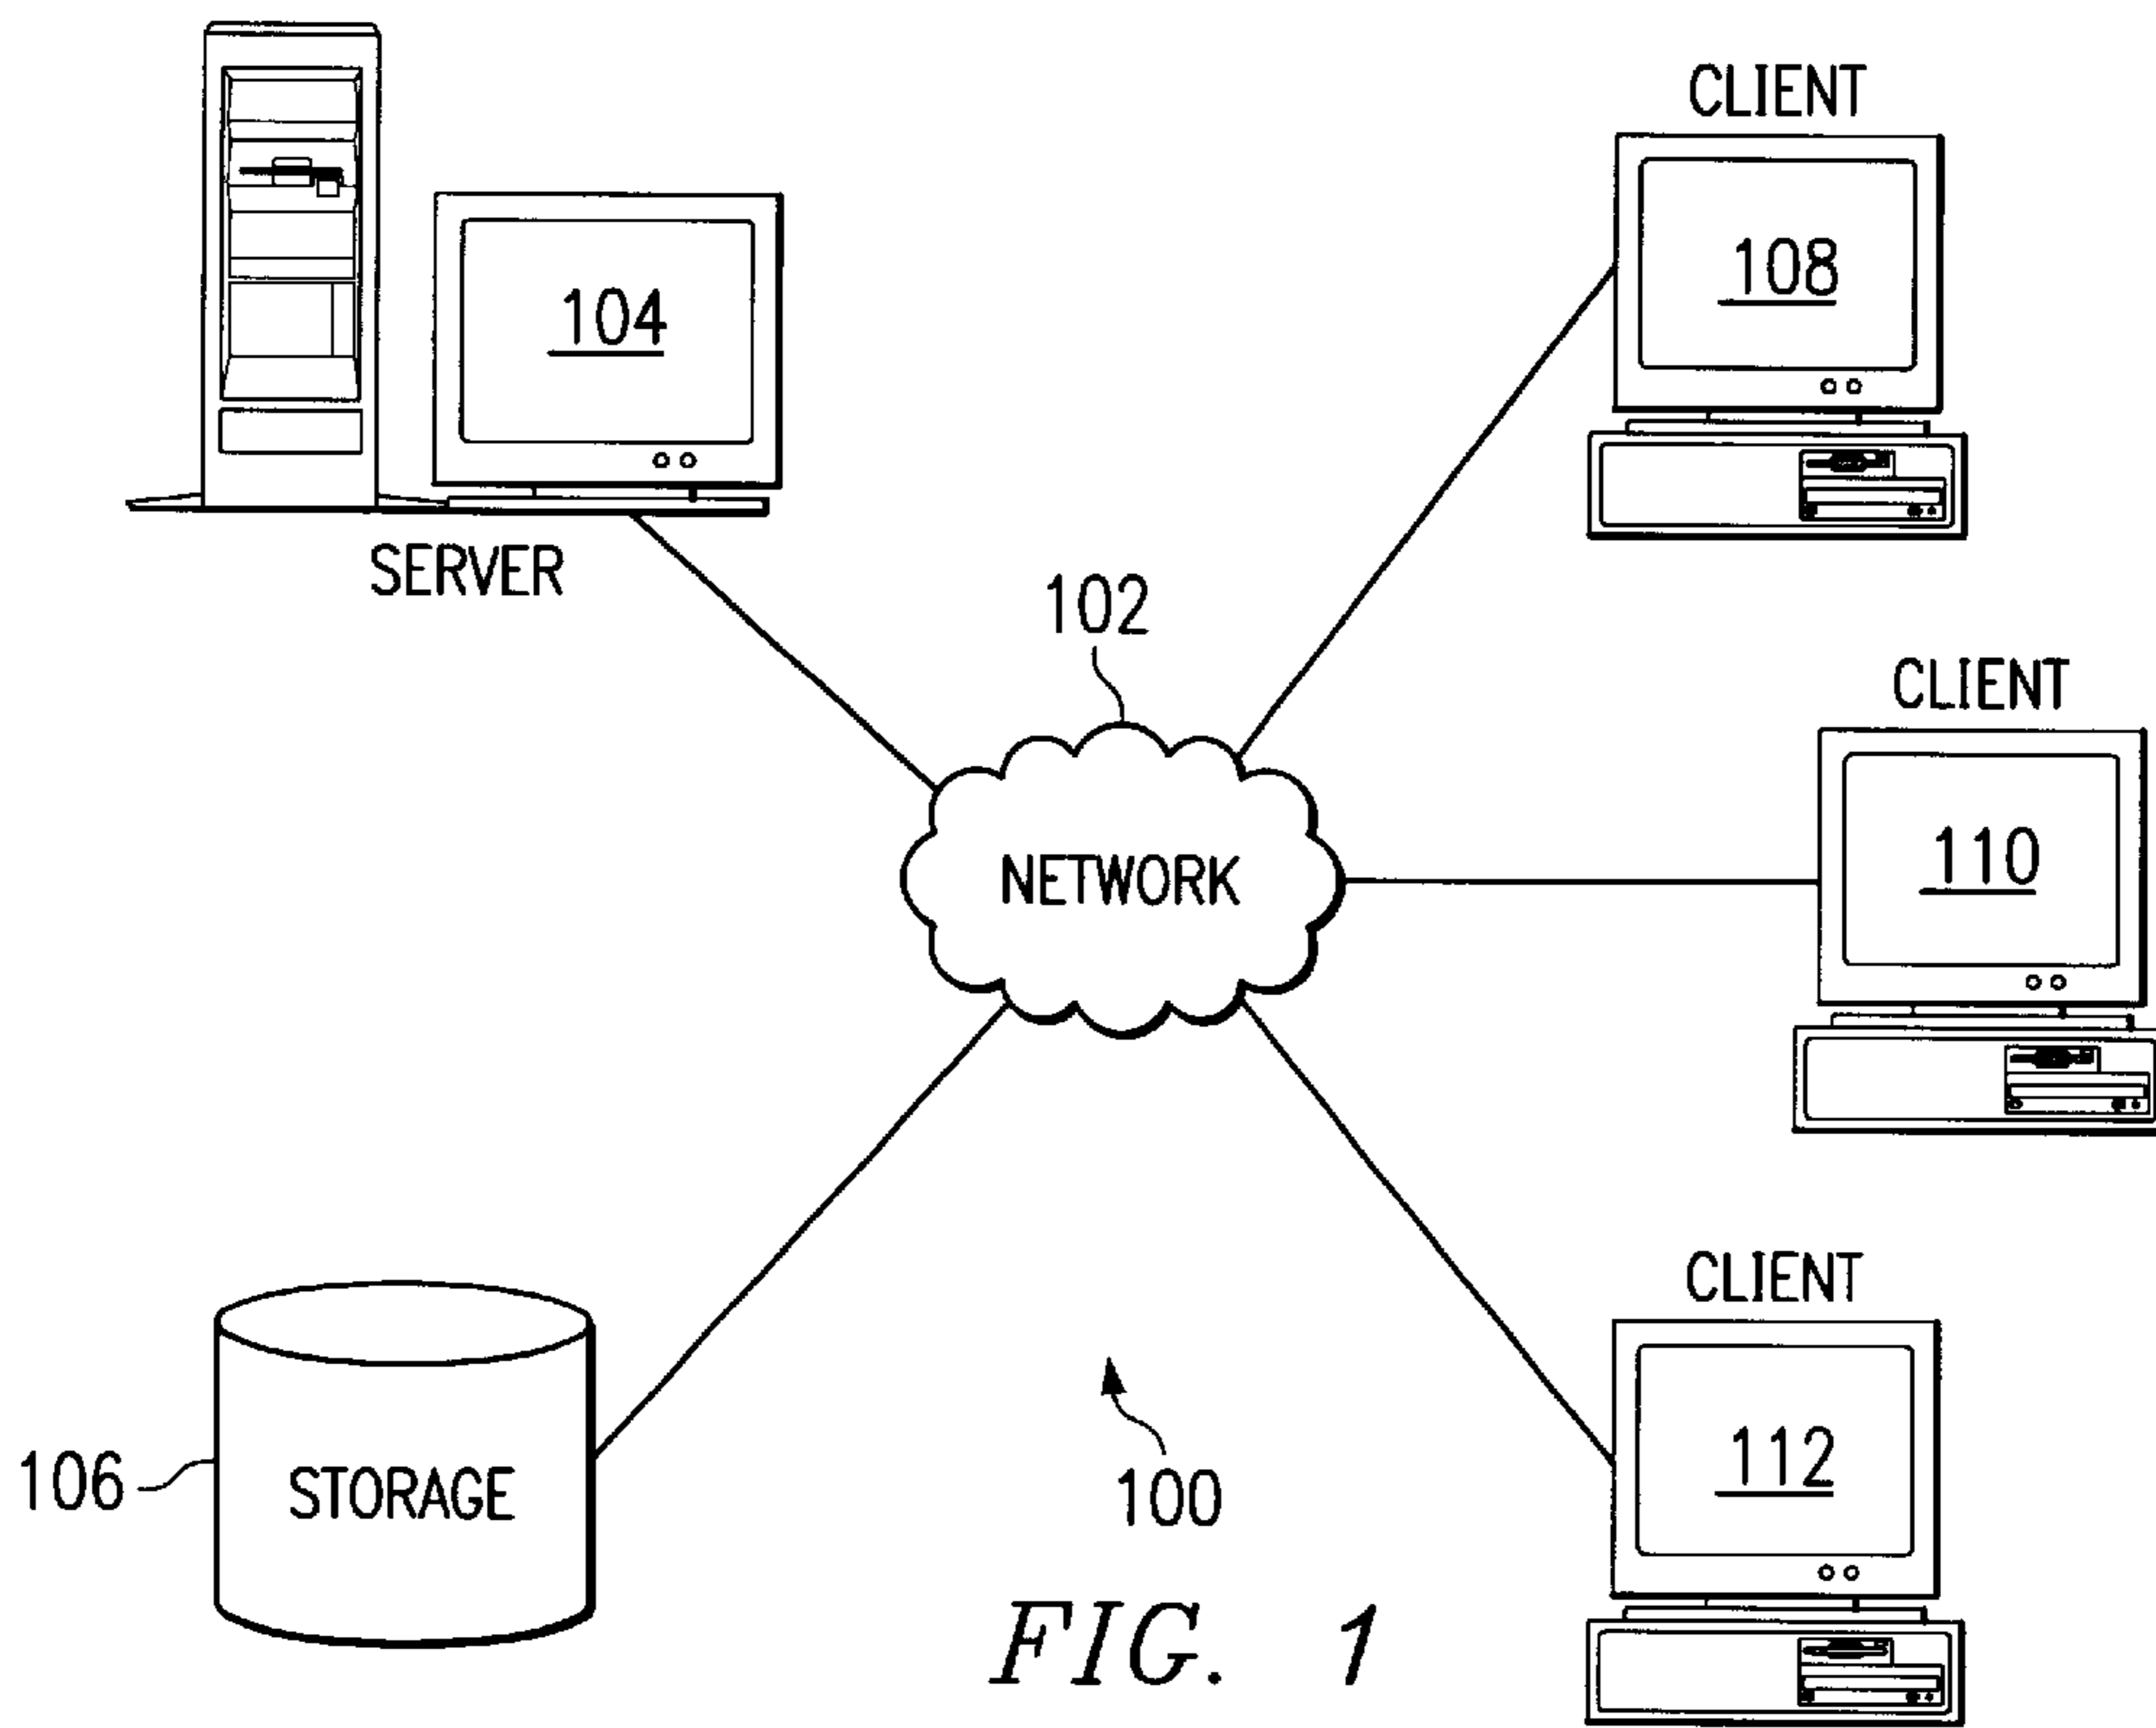 CLIENT
108
104
SERVER
102
CLIENT
NETWORK
110
CLIENT
112
106
STORAGE
100
FIG. 1